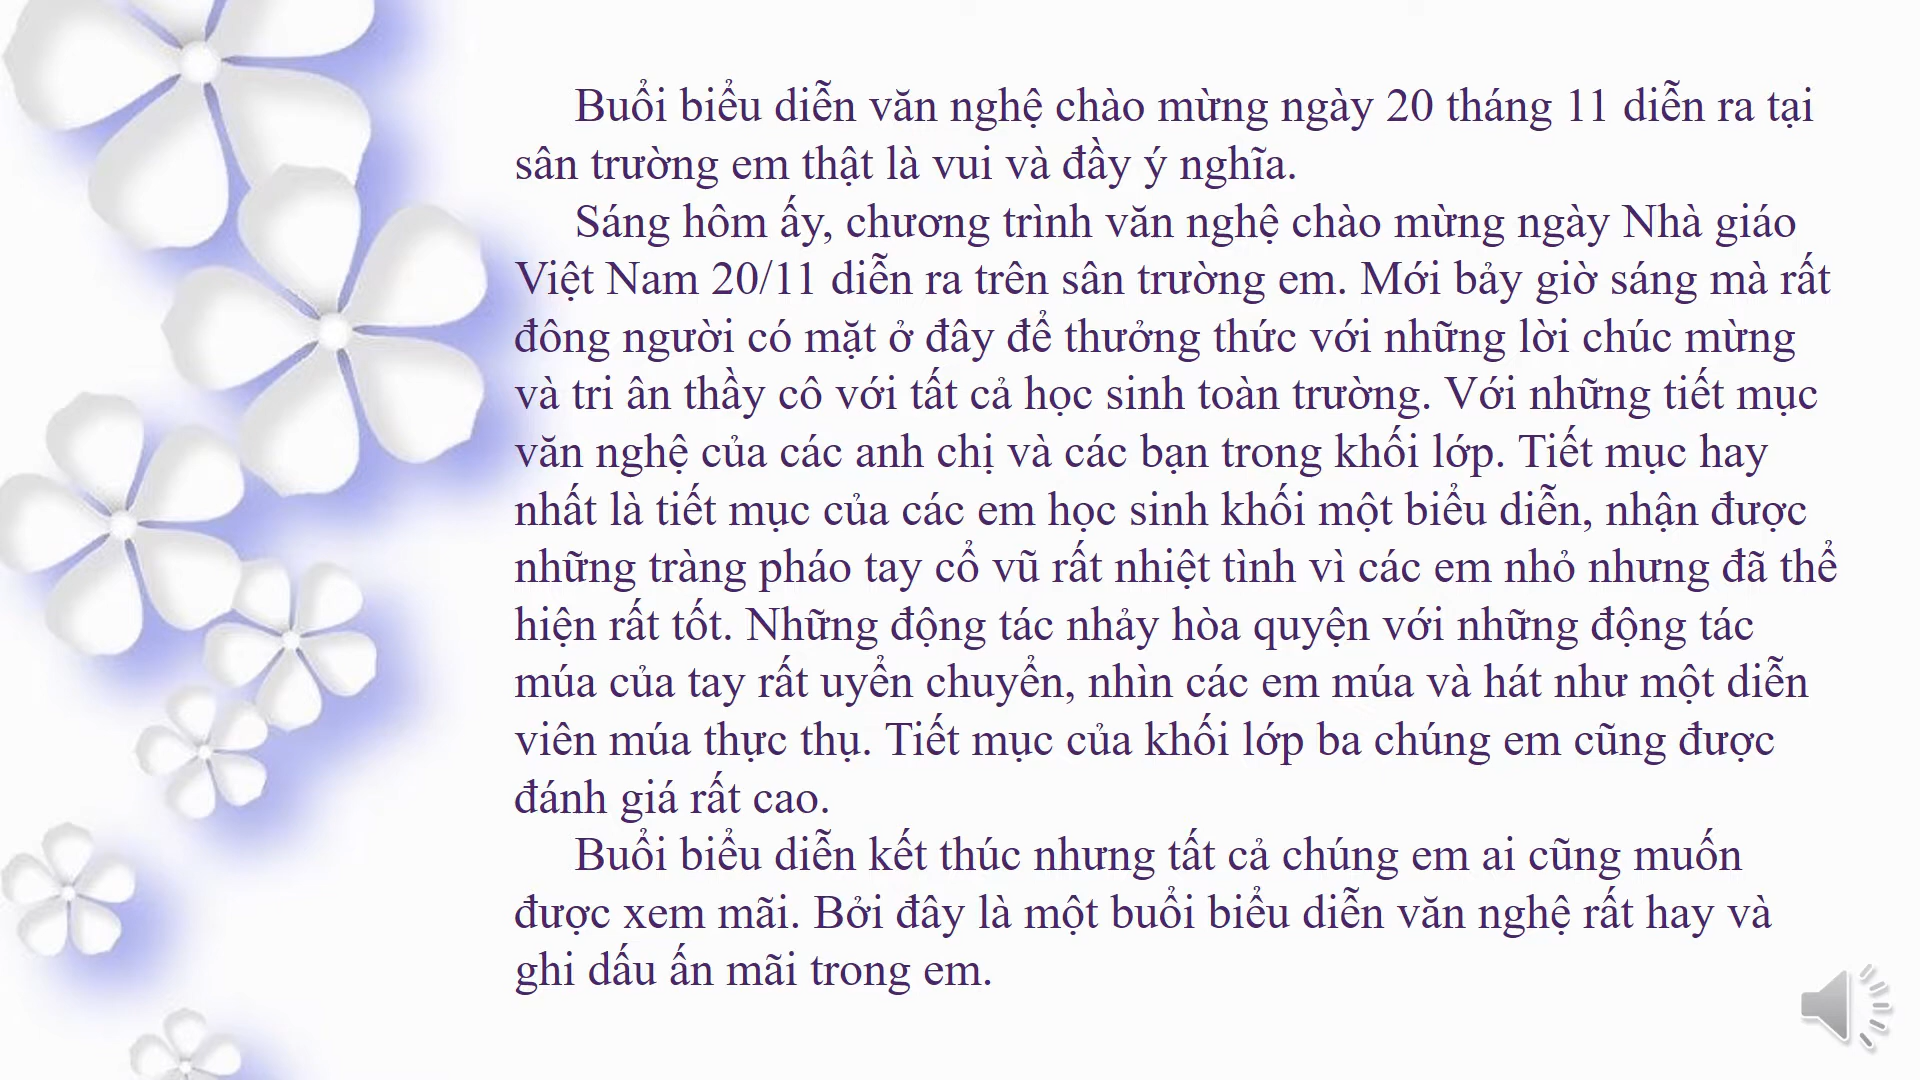 Buổi biểu diễn văn nghệ chào mừng ngày 20 tháng 11 diễn ra tại
sân trường em thật là vui và đầy ý nghĩa.
Sáng hôm ấy, chương trình văn nghệ chào mừng ngày Nhà giáo
Việt Nam 20/11 diễn ra trên sân trường em. Mới bảy giờ sáng mà rất
đông người có mặt ở đây để thưởng thức với những lời chúc mừng
và tri ân thầy cô với tất cả học sinh toàn trường. Với những tiết mục
văn nghệ của các anh chị và các bạn trong khối lớp. Tiết mục hay
nhất là tiết mục của các em học sinh khối một biểu diễn, nhận được
những tràng pháo tay cổ vũ rất nhiệt tình vì các em nhỏ nhưng đã thể
hiện rất tốt. Những động tác nhảy hòa quyện với những động tác
múa của tay rất uyển chuyển, nhìn các em múa và hát như một diễn
viên múa thực thụ. Tiết mục của khối lớp ba chúng em cũng được
đánh giá rất cao.
Buổi biểu diễn kết thúc nhưng tất cả chúng em ai cũng muốn
được xem mãi. Bởi đây là một buổi biểu diễn văn nghệ rất hay và
ghi dấu ấn mãi trong em.